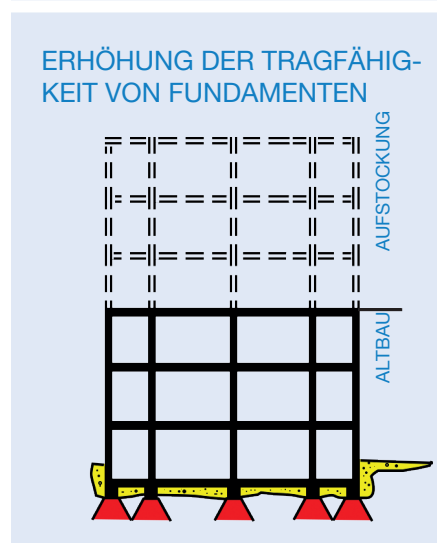 ERHÖHUNG DER TRAGFÄHIG-
KEIT VON FUNDAMENTEN
AUFSTOCKUNG
ALTBAU